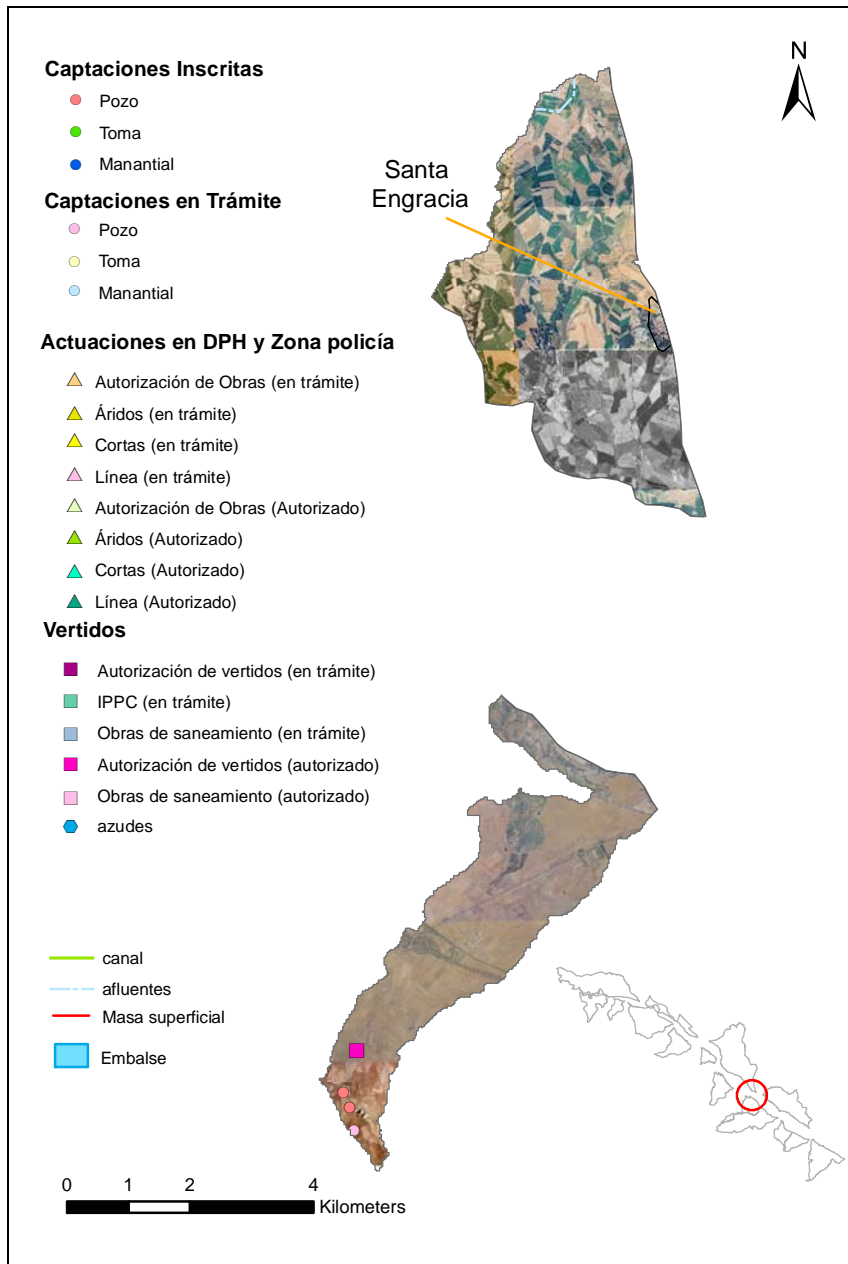 Captaciones Inscritas
Pozo
Toma
Manantial
Captaciones en Trámite
Pozo
Toma
Manantial
Actuaciones en DPH y Zona policía
Autorización de Obras (en trámite)
Áridos (en trámite)
Cortas (en trámite)
Línea (en trámite)
Autorización de Obras (Autorizado)
Áridos (Autorizado)
Cortas (Autorizado)
Línea (Autorizado)
Vertidos
Autorización de vertidos (en trámite)
IPPC (en trámite)
Obras de saneamiento (en trámite)
Autorización de vertidos (autorizado)
Obras de saneamiento (autorizado)
azudes
canal
afluentes
Masa superficial
Embalse
0 1 2 4
Kilometers
Santa
Engracia
N